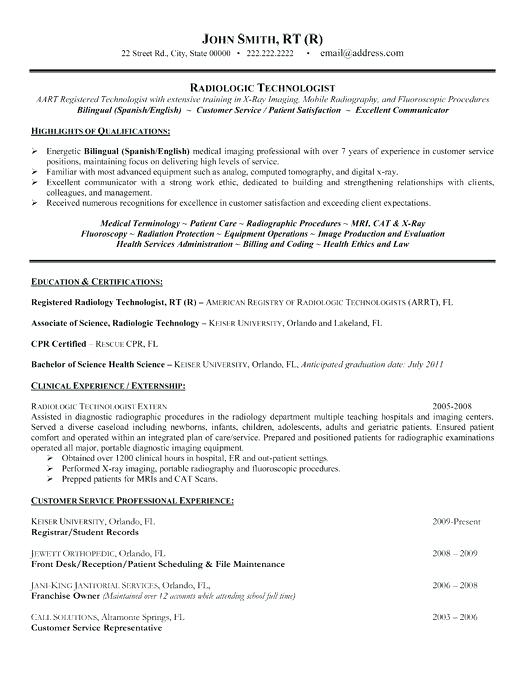 JOHN SMITH, RT (R)
22 Street Rd., City, State 00000 • 222.222.2222 • email@address.com
RADIOLOGIC TECHNOLOGIST
AART Registered Technologist with extensive training in X-Ray Imaging, Mobile Radiography, and Fluoroscopic Procedures
Bilingual (Spanish/English) ~ Customer Service / Patient Satisfaction ~ Excellent Communicator
HIGHLIGHTS OF QUALIFICATIONS:
➢ Energetic Bilingual (Spanish/English) medical imaging professional with over 7 years of experience in customer service
positions, maintaining focus on delivering high levels of service.
➢ Familiar with most advanced equipment such as analog, computed tomography, and digital x-ray.
➢ Excellent communicator with a strong work ethic, dedicated to building and strengthening relationships with clients,
colleagues, and management.
➢ Received numerous recognitions for excellence in customer satisfaction and exceeding client expectations.
Medical Terminology ~ Patient Care ~ Radiographic Procedures ~ MRI, CAT & X-Ray
Fluoroscopy ~ Radiation Protection ~ Equipment Operations ~ Image Production and Evaluation
Health Services Administration ~ Billing and Coding ~ Health Ethics and Law
EDUCATION & CERTIFICATIONS:
Registered Radiology Technologist, RT (R) – AMERICAN REGISTRY OF RADIOLOGIC TECHNOLOGISTS (ARRT), FL
Associate of Science, Radiologic Technology – KEISER UNIVERSITY, Orlando and Lakeland, FL
CPR Certified – RESCUE CPR, FL
Bachelor of Science Health Science – KEISER UNIVERSITY, Orlando, FL, Anticipated graduation date: July 2011
CLINICAL EXPERIENCE / EXTERNSHIP:
RADIOLOGIC TECHNOLOGIST EXTERN 2005-2008
Assisted in diagnostic radiographic procedures in the radiology department multiple teaching hospitals and imaging centers.
Served a diverse caseload including newborns, infants, children, adolescents, adults and geriatric patients. Ensured patient
comfort and operated within an integrated plan of care/service. Prepared and positioned patients for radiographic examinations
of major, portable diagnostic imaging equipment.
➢ Obtained over 1200 clinical hours in hospital, ER and out-patient settings.
➢ Performed X-ray imaging, portable radiography and fluoroscopic procedures.
➢ Prepped patients for MRIs and CAT Scans.
CUSTOMER SERVICE PROFESSIONAL EXPERIENCE:
KEISER UNIVERSITY, Orlando, FL 2009-Present
Registrar/Student Records
JEWETT ORTHOPEDIC, Orlando, FL 2008 – 2009
Front Desk/Reception/Patient Scheduling & File Maintenance
JANI-KING JANITORIAL SERVICES, Orlando, FL, 2006 – 2008
Franchise Owner (Maintained over 12 accounts while attending school full time)
CALL SOLUTIONS, Altamonte Springs, FL 2003 – 2006
Customer Service Representative